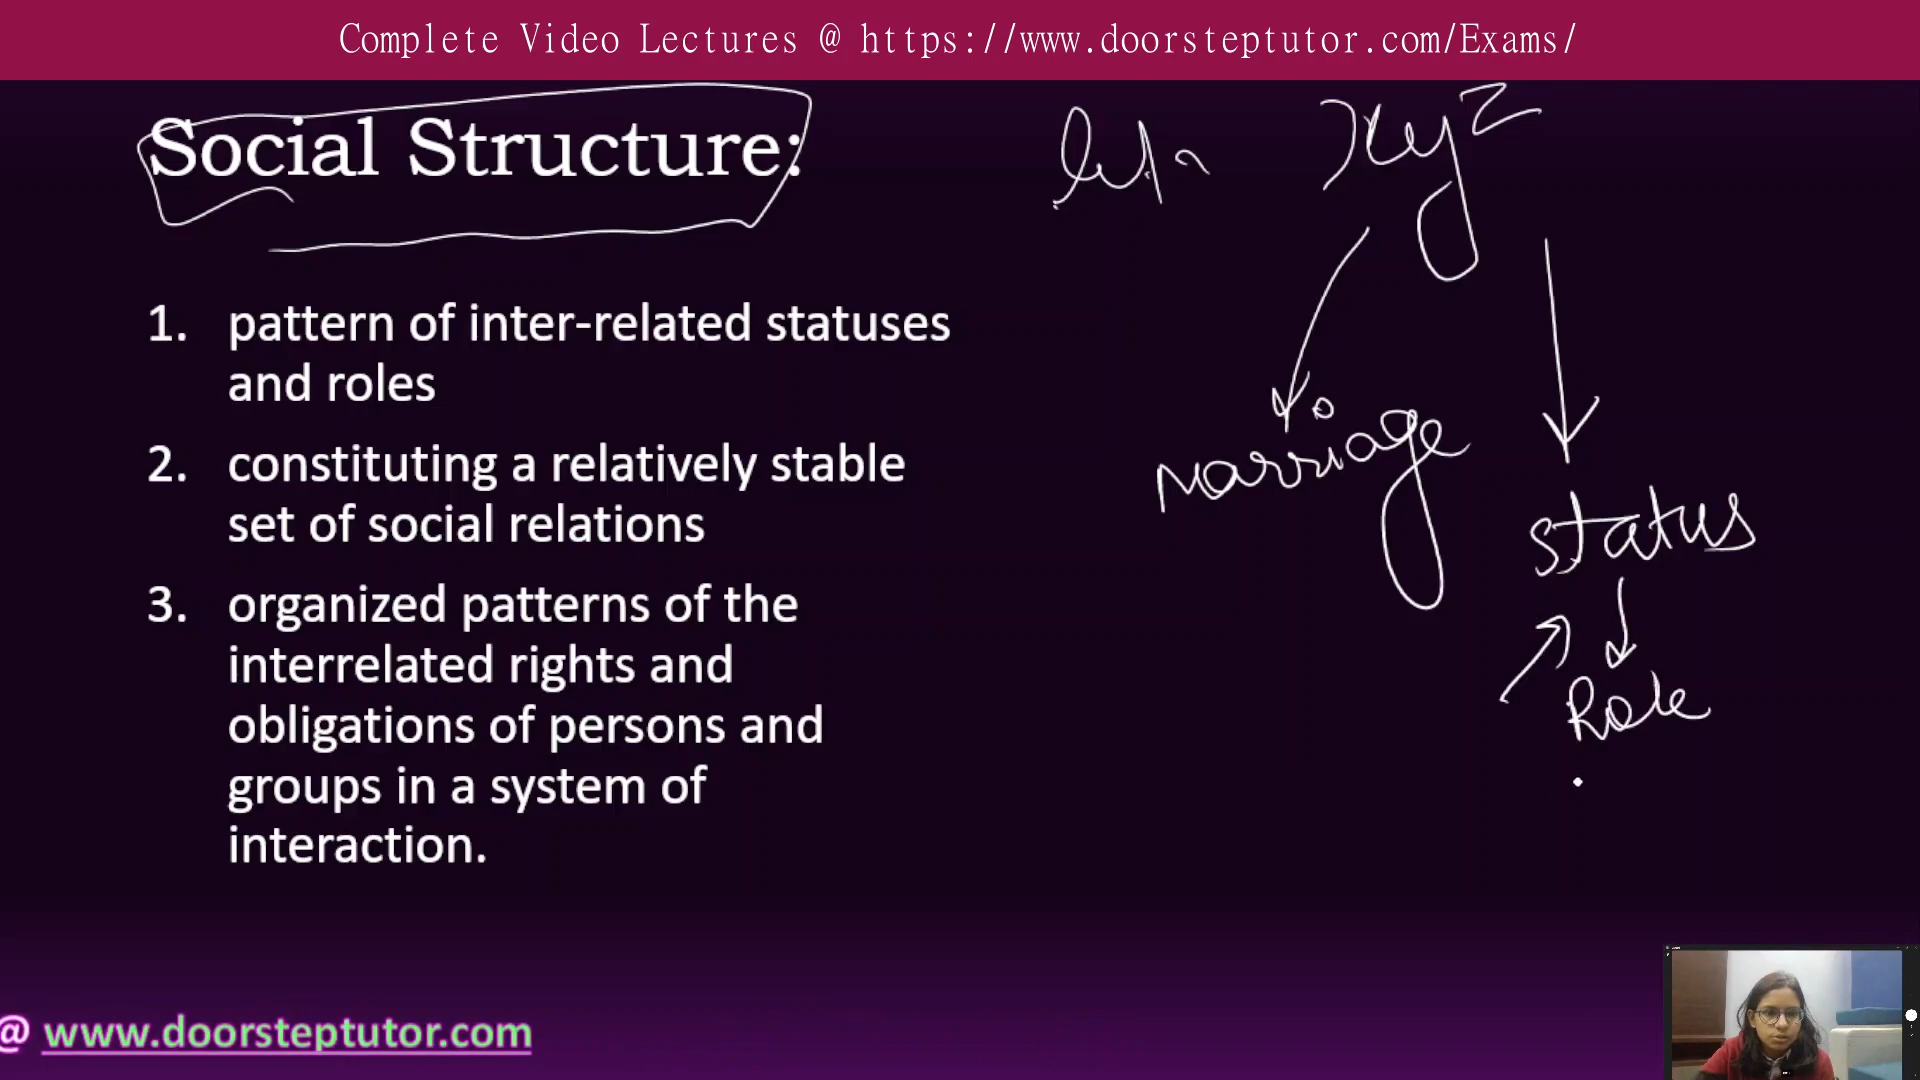 Complete Video Lectures @ https://www.doorsteptutor.com/Exams/
Social Structure:
xyz
1. pattern of inter-related statuses
and roles
marriage
2. constituting a relatively stable
set of social relations
status
3. organized patterns of the
interrelated rights and
obligations of persons and
groups in a system of
interaction.
Role
@ www.doorsteptutor.com